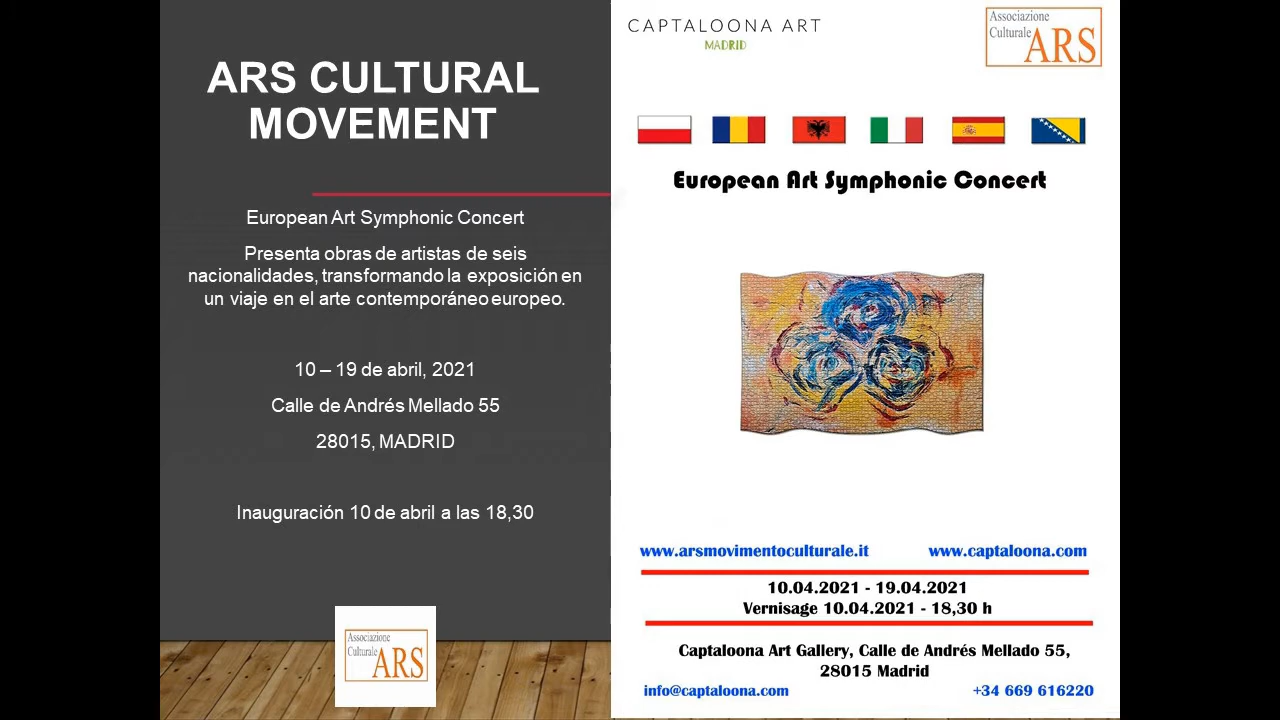 ARS CULTURAL
MOVEMENT
European Art Symphonic Concert
Presenta obras de artistas de seis
nacionalidades, transformando la exposición en
un viaje en el arte contemporáneo europeo.
10 – 19 de abril, 2021
Calle de Andrés Mellado 55
28015, MADRID
Inauguración 10 de abril a las 18,30
Associazione
Culturale ARS
CAPTALOONA ART
MADRID
Associazione
Culturale ARS
European Art Symphonic Concert
www.arsmovimentoculturale.it www.captaloona.com
10.04.2021 - 19.04.2021
Vernisage 10.04.2021 - 18,30 h
Captaloona Art Gallery, Calle de Andrés Mellado 55,
28015 Madrid
info@captaloona.com +34 669 616220